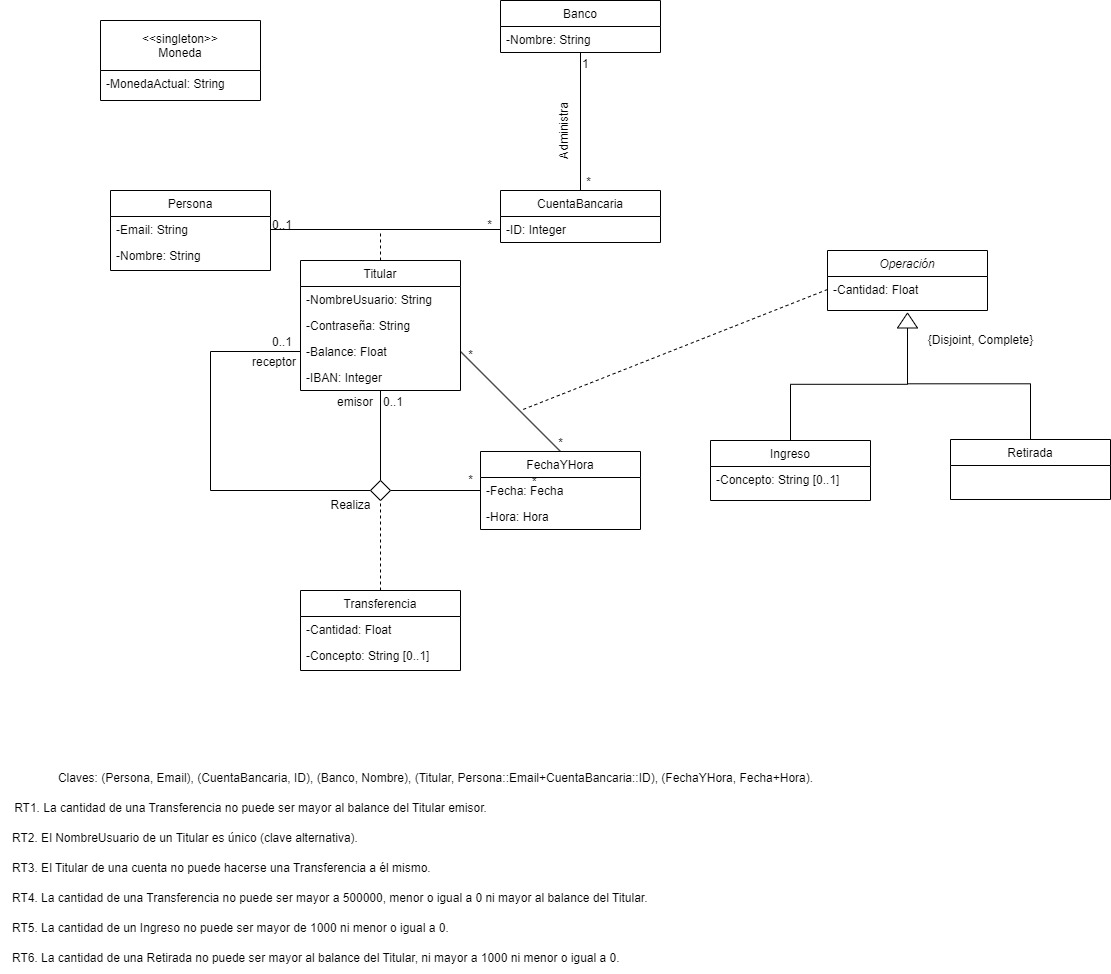 Banco
-Nombre: String
<<singleton>>
Moneda
-MonedaActual: String
1
Administra
*
Persona
-Email: String
-Nombre: String
0..1
*
CuentaBancaria
-ID: Integer
Titular
-NombreUsuario: String
-Contraseña: String
-Balance: Float
-IBAN: Integer
Operación
-Cantidad: Float
{Disjoint, Complete}
0..1
receptor
*
emisor
0..1
*
FechaYHora
-Fecha: Fecha
-Hora: Hora
*
*
Realiza
Ingreso
-Concepto: String [0..1]
Retirada
Transferencia
-Cantidad: Float
-Concepto: String [0..1]
Claves: (Persona, Email), (CuentaBancaria, ID), (Banco, Nombre), (Titular, Persona::Email+CuentaBancaria::ID), (FechaYHora, Fecha+Hora).
RT1. La cantidad de una Transferencia no puede ser mayor al balance del Titular emisor.
RT2. El NombreUsuario de un Titular es único (clave alternativa).
RT3. El Titular de una cuenta no puede hacerse una Transferencia a él mismo.
RT4. La cantidad de una Transferencia no puede ser mayor a 500000, menor o igual a 0 ni mayor al balance del Titular.
RT5. La cantidad de un Ingreso no puede ser mayor de 1000 ni menor o igual a 0.
RT6. La cantidad de una Retirada no puede ser mayor al balance del Titular, ni mayor a 1000 ni menor o igual a 0.